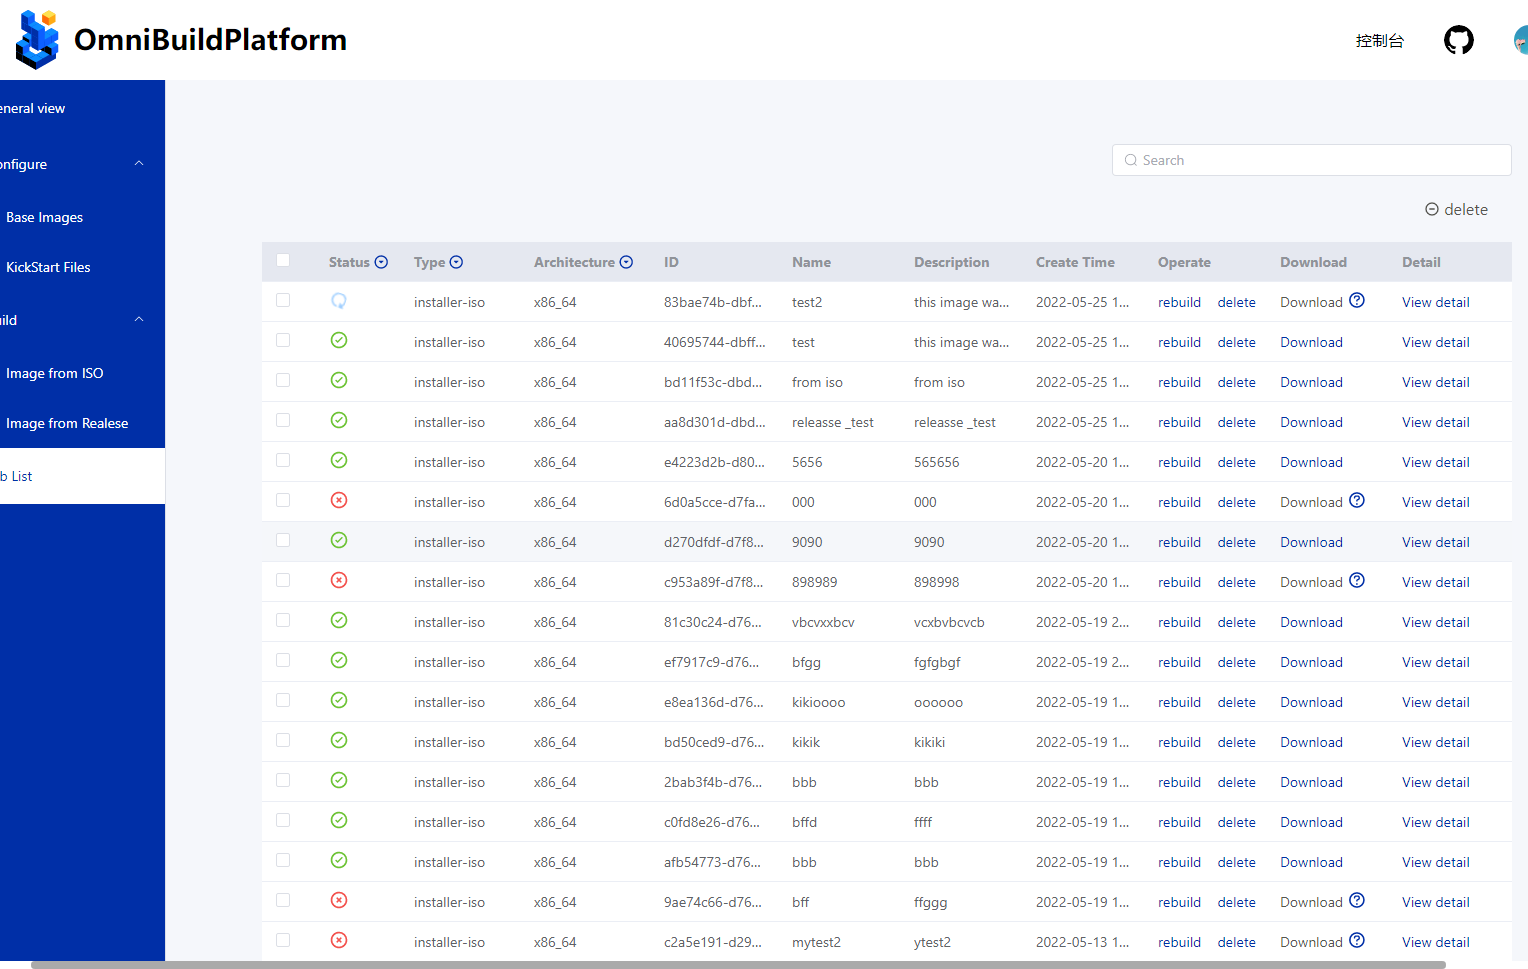 OmniBuildPlatform
控制台
eneral view
onfigure
Base Images
KickStart Files
ild
Image from ISO
Image from Realese
b List
Search
delete
Status Type Architecture ID Name Description Create Time Operate Download Detail
installer-iso x86_64 83bae74b-dbf... test2 this image wa... 2022-05-25 1... rebuild delete Download View detail
installer-iso x86_64 40695744-dbff... test this image wa... 2022-05-25 1... rebuild delete Download View detail
installer-iso x86_64 bd11f53c-dbd... from iso from iso 2022-05-25 1... rebuild delete Download View detail
installer-iso x86_64 aa8d301d-dbd... releasse _test releasse _test 2022-05-25 1... rebuild delete Download View detail
installer-iso x86_64 e4223d2b-d80... 5656 565656 2022-05-20 1... rebuild delete Download View detail
installer-iso x86_64 6d0a5cce-d7fa... 000 000 2022-05-20 1... rebuild delete Download View detail
installer-iso x86_64 d270dfdf-d7f8... 9090 9090 2022-05-20 1... rebuild delete Download View detail
installer-iso x86_64 c953a89f-d7f8... 898989 898998 2022-05-20 1... rebuild delete Download View detail
installer-iso x86_64 81c30c24-d76... vbcvxxbcv vcxbvbcvcb 2022-05-19 2... rebuild delete Download View detail
installer-iso x86_64 ef7917c9-d76... bfgg fgfgbgf 2022-05-19 2... rebuild delete Download View detail
installer-iso x86_64 e8ea136d-d76... kikioooo oooooo 2022-05-19 1... rebuild delete Download View detail
installer-iso x86_64 bd50ced9-d76... kikik kikiki 2022-05-19 1... rebuild delete Download View detail
installer-iso x86_64 2bab3f4b-d76... bbb bbb 2022-05-19 1... rebuild delete Download View detail
installer-iso x86_64 c0fd8e26-d76... bffd ffff 2022-05-19 1... rebuild delete Download View detail
installer-iso x86_64 afb54773-d76... bbb bbb 2022-05-19 1... rebuild delete Download View detail
installer-iso x86_64 9ae74c66-d76... bff ffggg 2022-05-19 1... rebuild delete Download View detail
installer-iso x86_64 c2a5e191-d29... mytest2 ytest2 2022-05-13 1... rebuild delete Download View detail